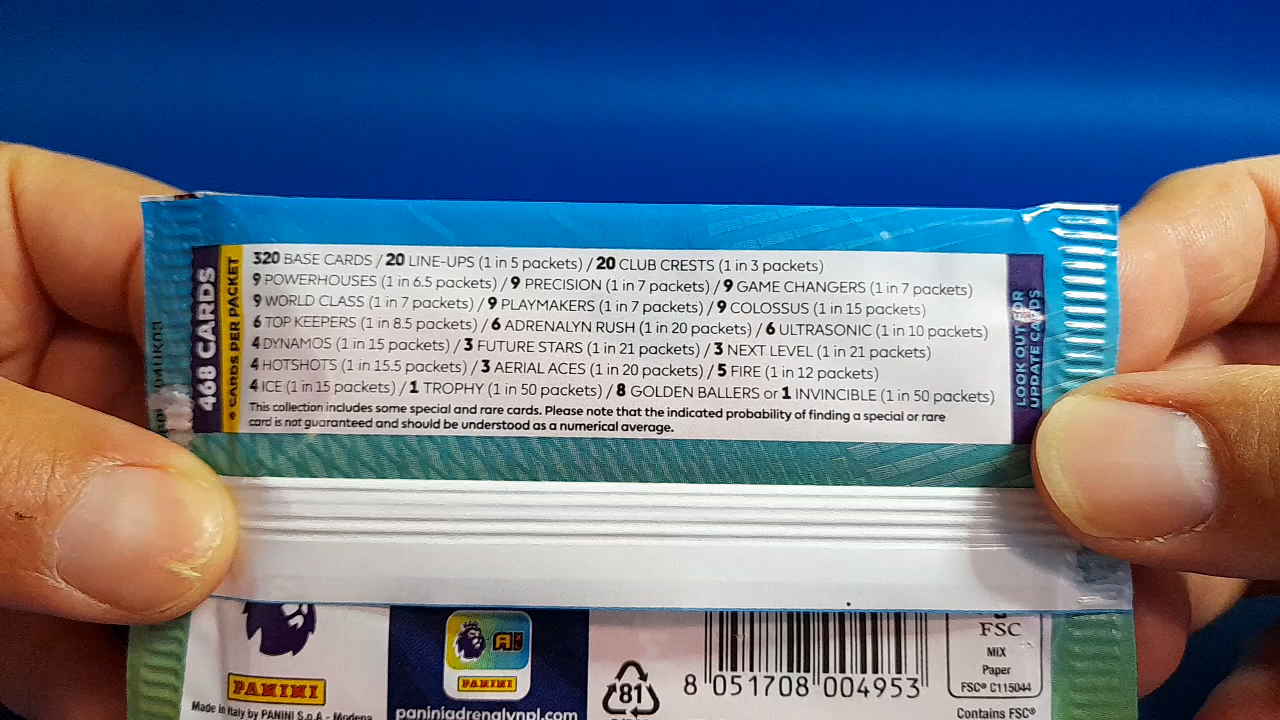 468 CARDS
6 CARDS PER PACKET
320 BASE CARDS / 20 LINE-UPS (1 in 5 packets) / 20 CLUB CRESTS (1 in 3 packets)
9 POWERHOUSES (1 in 6.5 packets) / 9 PRECISION (1 in 7 packets) / 9 GAME CHANGERS (1 in 7 packets)
9 WORLD CLASS (1 in 7 packets) / 9 PLAYMAKERS (1 in 7 packets) / 9 COLOSSUS (1 in 15 packets)
6 TOP KEEPERS (1 in 8.5 packets) / 6 ADRENALYN RUSH (1 in 20 packets) / 6 ULTRASONIC (1 in 10 packets)
4 DYNAMOS (1 in 15 packets) / 3 FUTURE STARS (1 in 21 packets) / 3 NEXT LEVEL (1 in 21 packets)
4 HOTSHOTS (1 in 15.5 packets) / 3 AERIAL ACES (1 in 20 packets) / 5 FIRE (1 in 12 packets)
4 ICE (1 in 15 packets) / 1 TROPHY (1 in 50 packets) / 8 GOLDEN BALLERS or 1 INVINCIBLE (1 in 50 packets)
This collection includes some special and rare cards. Please note that the indicated probability of finding a special or rare
card is not guaranteed and should be understood as a numerical average.
LOOK OUT FOR
UPDATE CARDS
PANINI
Made in Italy by PANINI S.p.A - Modena
PANINI
paniniadrenalynpl.com
81
8 051708 004953
FSC
MIX
Paper
FSC® C115044
Contains FSC®